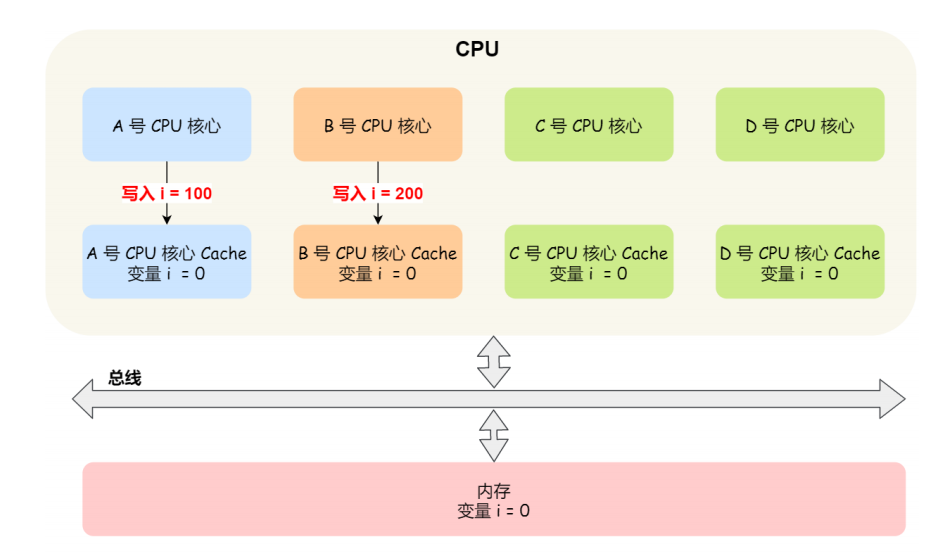 CPU
A 号 CPU 核心
B 号 CPU 核心
C 号 CPU 核心
D 号 CPU 核心
写入 i = 100
写入 i = 200
A 号 CPU 核心 Cache
变量 i = 0
B 号 CPU 核心 Cache
变量 i = 0
C 号 CPU 核心 Cache
变量 i = 0
D 号 CPU 核心 Cache
变量 i = 0
总线
内存
变量 i = 0